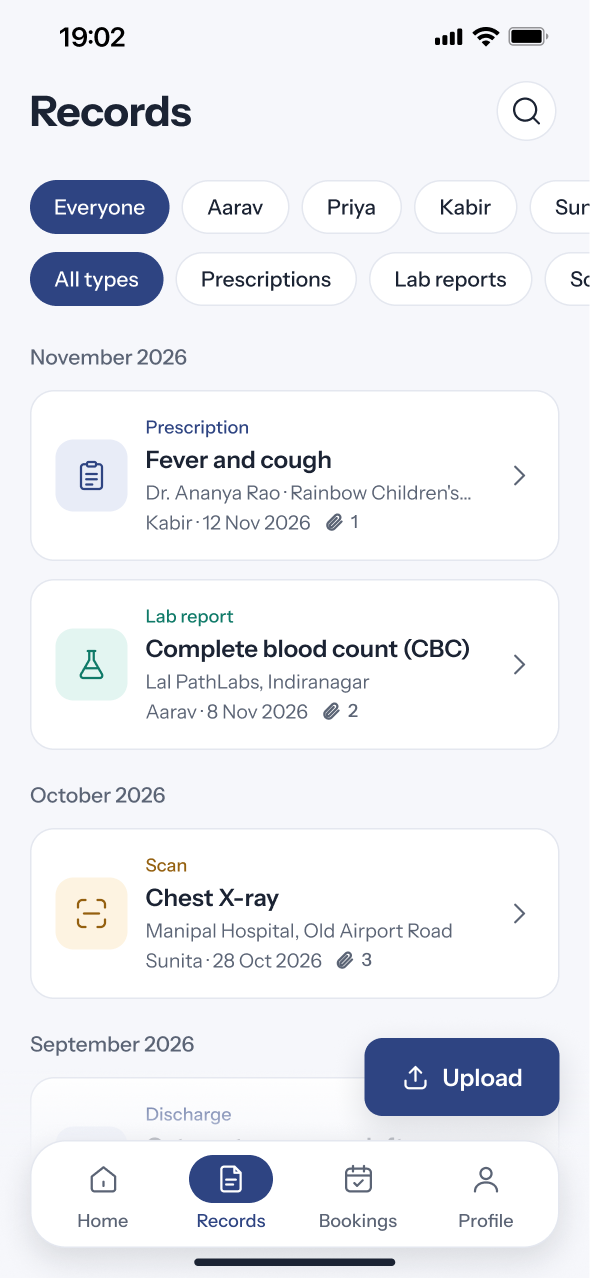 19:02
Records
Everyone
Aarav
Priya
Kabir
All types
Prescriptions
Lab reports
November 2026
Prescription
Fever and cough
Dr. Ananya Rao · Rainbow Children's...
Kabir · 12 Nov 2026 1
Lab report
Complete blood count (CBC)
Lal PathLabs, Indiranagar
Aarav · 8 Nov 2026 2
October 2026
Scan
Chest X-ray
Manipal Hospital, Old Airport Road
Sunita · 28 Oct 2026 3
September 2026
Upload
Discharge
Home
Records
Bookings
Profile